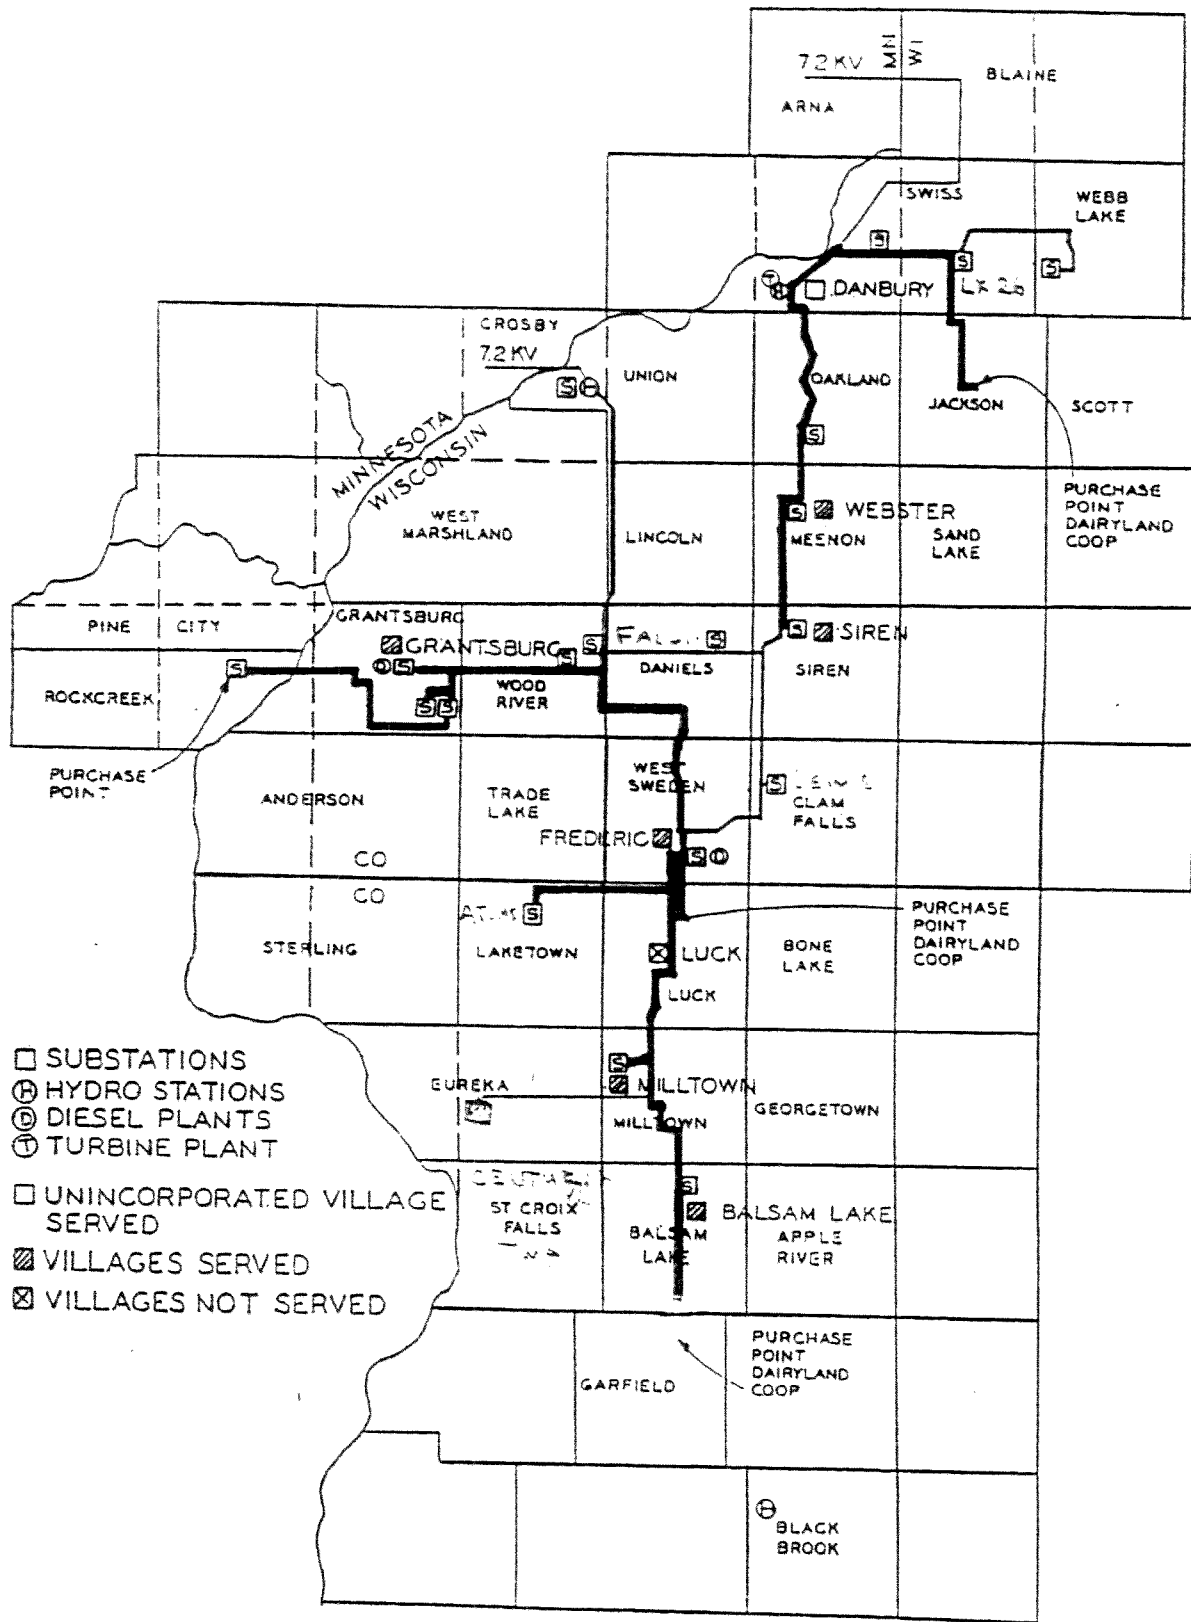 7.2 KV
MN
WI
BLAINE
ARNA
SWISS
WEBB
LAKE
S
S
S
T
H
DANBURY
LX 26
CROSBY
7.2 KV
S
H
UNION
OAKLAND
JACKSON
SCOTT
S
MINNESOTA
WISCONSIN
WEST
MARSHLAND
LINCOLN
S
WEBSTER
MEENON
SAND
LAKE
PURCHASE
POINT
DAIRYLAND
COOP
PINE CITY
GRANTSBURG
GRANTSBURG
S
D
S
S
S
S
S
S
S
SIREN
DANIELS
SIREN
ROCKCREEK
WOOD
RIVER
PURCHASE
POINT
ANDERSON
TRADE
LAKE
WEST
SWEDEN
S
CLAM
FALLS
FREDERIC
S
D
CO
CO
S
STERLING
LAKETOWN
LUCK
LUCK
BONE
LAKE
PURCHASE
POINT
DAIRYLAND
COOP
SUBSTATIONS
H HYDRO STATIONS
D DIESEL PLANTS
T TURBINE PLANT
UNINCORPORATED VILLAGE
SERVED
VILLAGES SERVED
VILLAGES NOT SERVED
EUREKA
S
MILLTOWN
MILLTOWN
GEORGETOWN
ST CROIX
FALLS
S
BALSAM LAKE
BALSAM
LAKE
APPLE
RIVER
PURCHASE
POINT
DAIRYLAND
COOP
GARFIELD
H
BLACK
BROOK